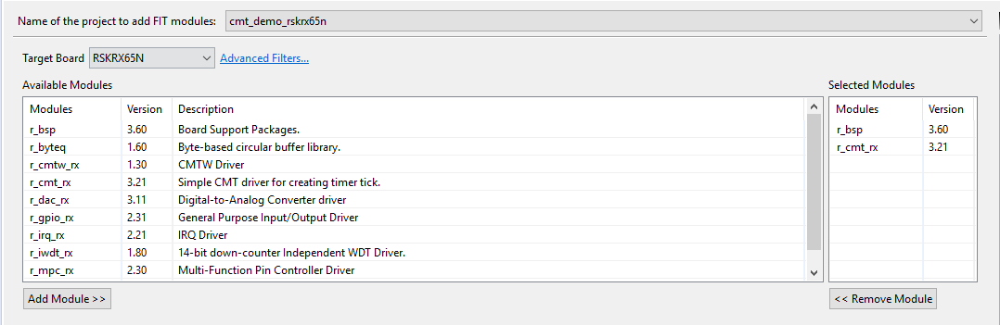 Name of the project to add FIT modules: cmt_demo_rskrx65n
Target Board RSKRX65N Advanced Filters...
Available Modules Selected Modules
Modules Version Description Modules Version
r_bsp 3.60 Board Support Packages. r_bsp 3.60
r_byteq 1.60 Byte-based circular buffer library. r_cmt_rx 3.21
r_cmtw_rx 1.30 CMTW Driver
r_cmt_rx 3.21 Simple CMT driver for creating timer tick.
r_dac_rx 3.11 Digital-to-Analog Converter driver
r_gpio_rx 2.31 General Purpose Input/Output Driver
r_irq_rx 2.21 IRQ Driver
r_iwdt_rx 1.80 14-bit down-counter Independent WDT Driver.
r_mpc_rx 2.30 Multi-Function Pin Controller Driver
Add Module >> << Remove Module